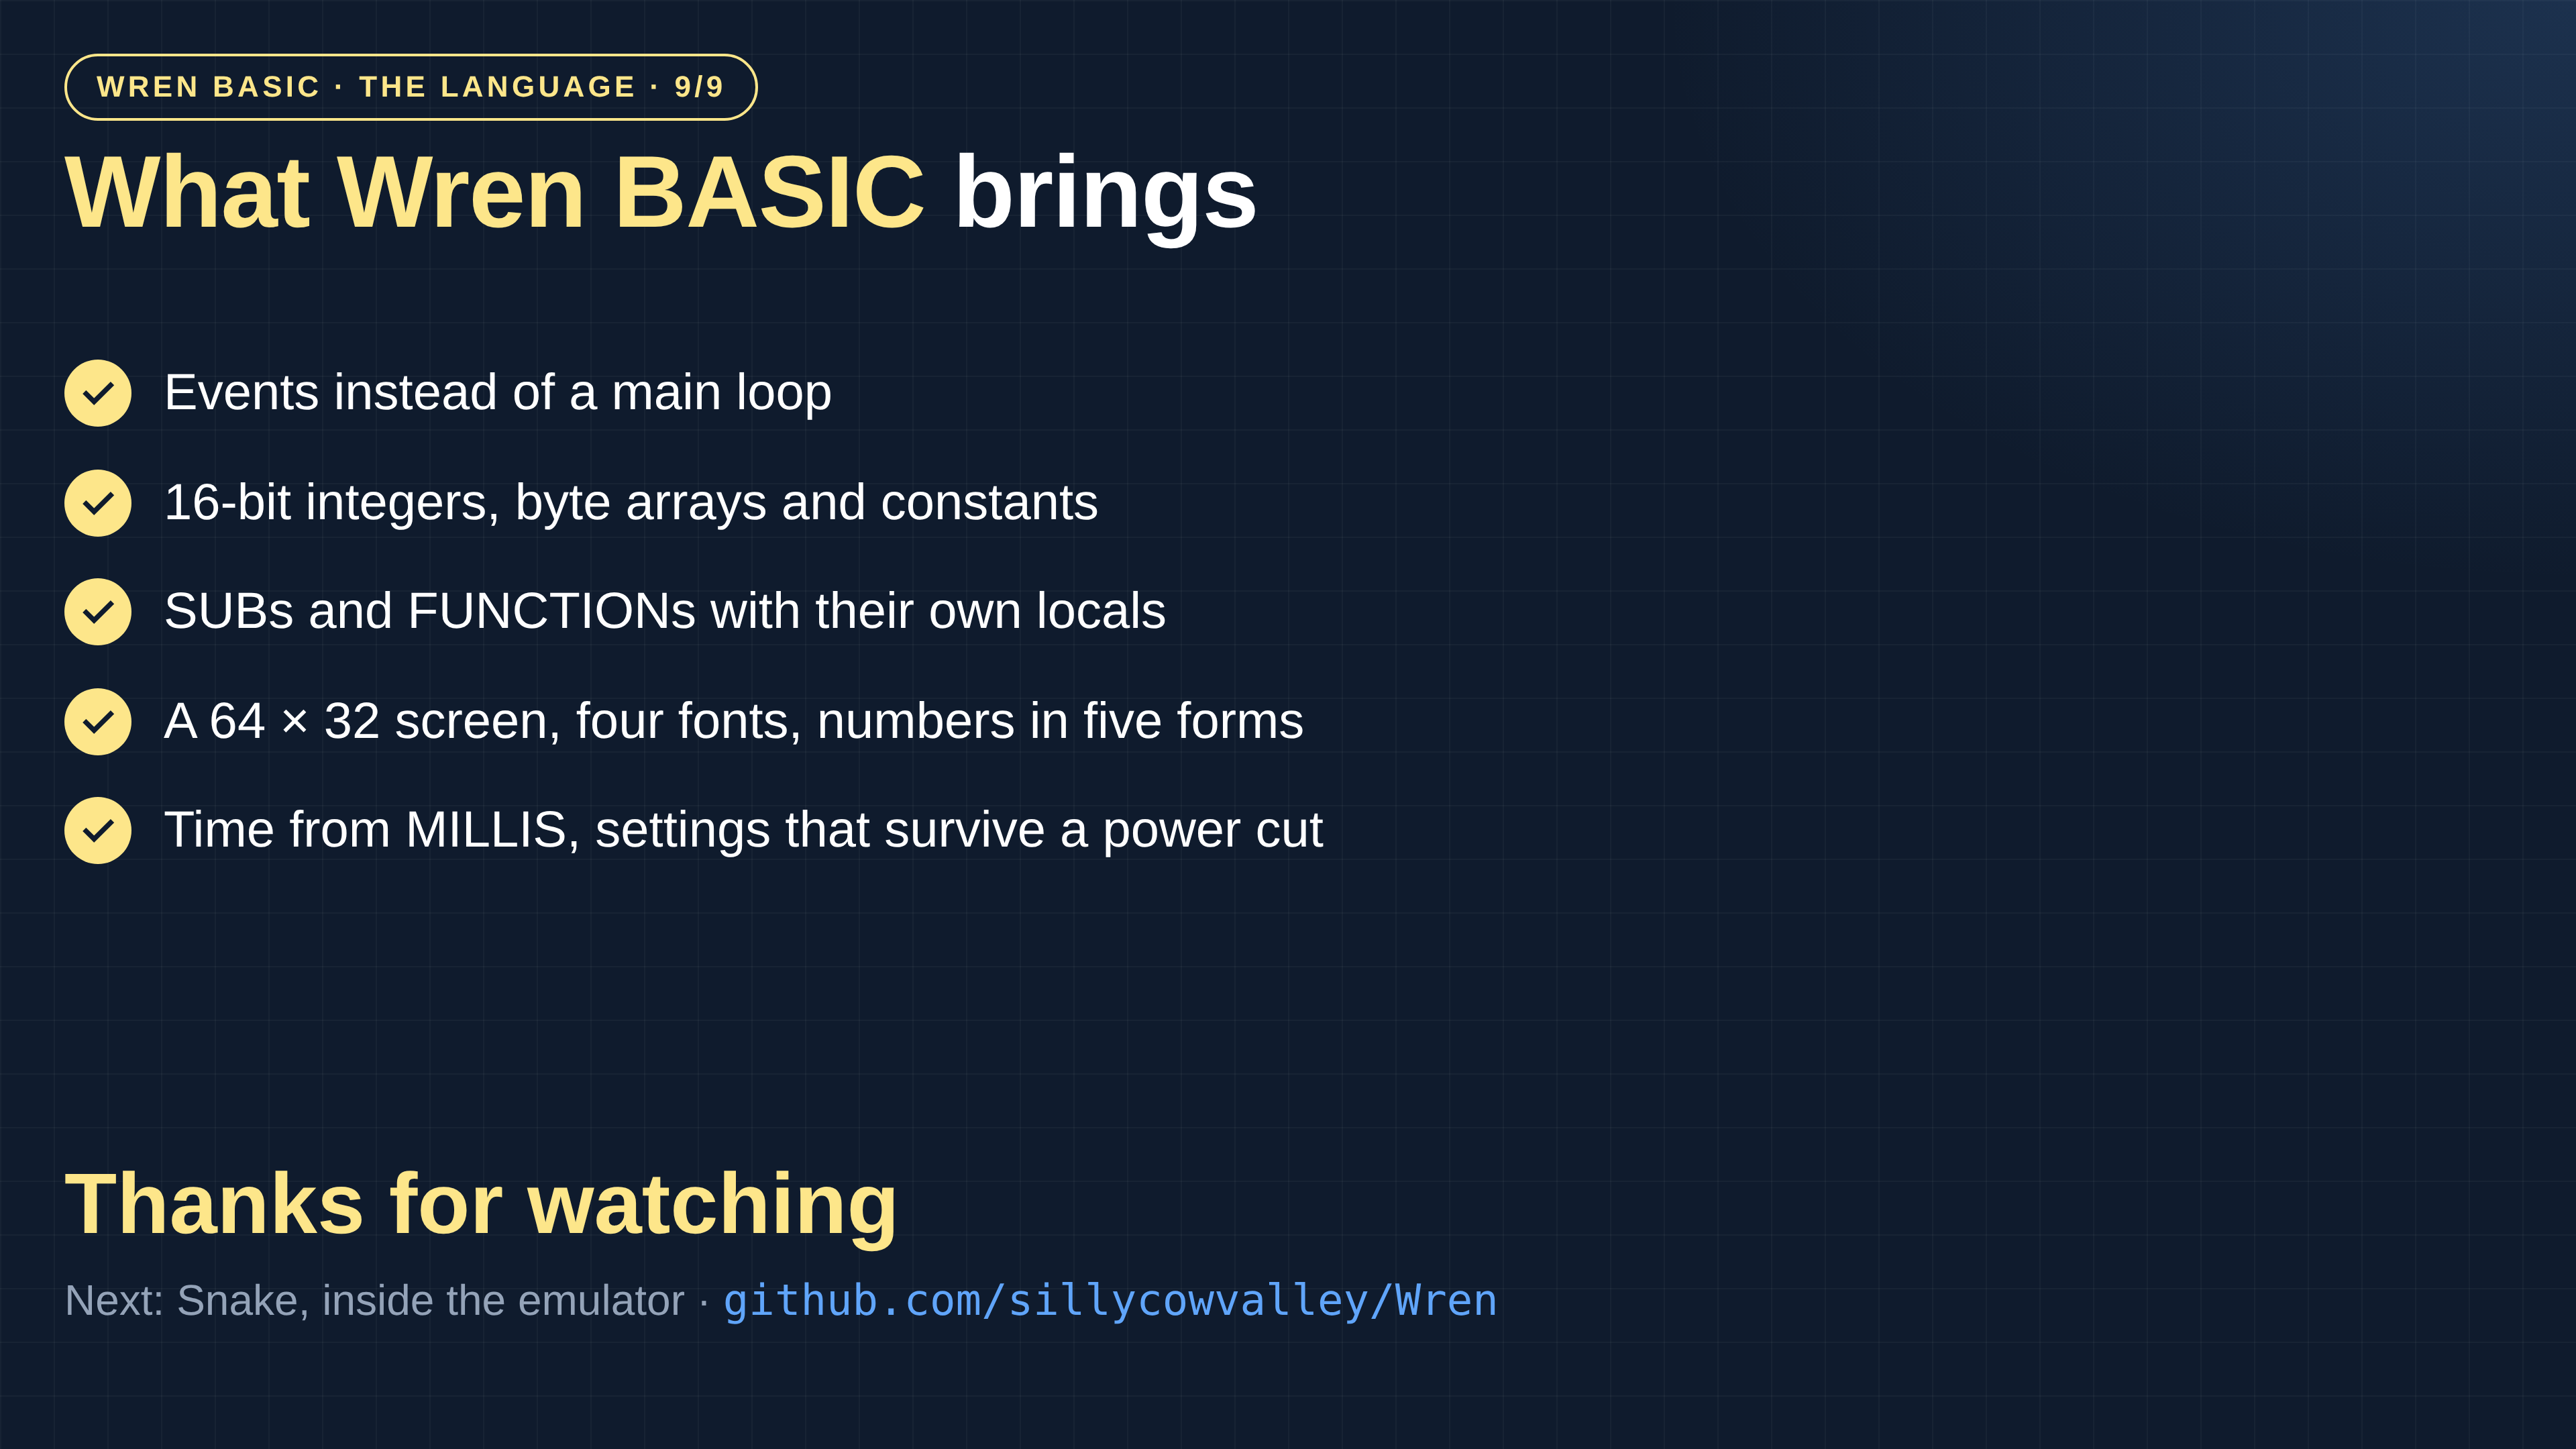 WREN BASIC · THE LANGUAGE · 9/9
What Wren BASIC brings
Events instead of a main loop
16-bit integers, byte arrays and constants
SUBs and FUNCTIONs with their own locals
A 64 × 32 screen, four fonts, numbers in five forms
Time from MILLIS, settings that survive a power cut
Thanks for watching
Next: Snake, inside the emulator · github.com/sillycowvalley/Wren